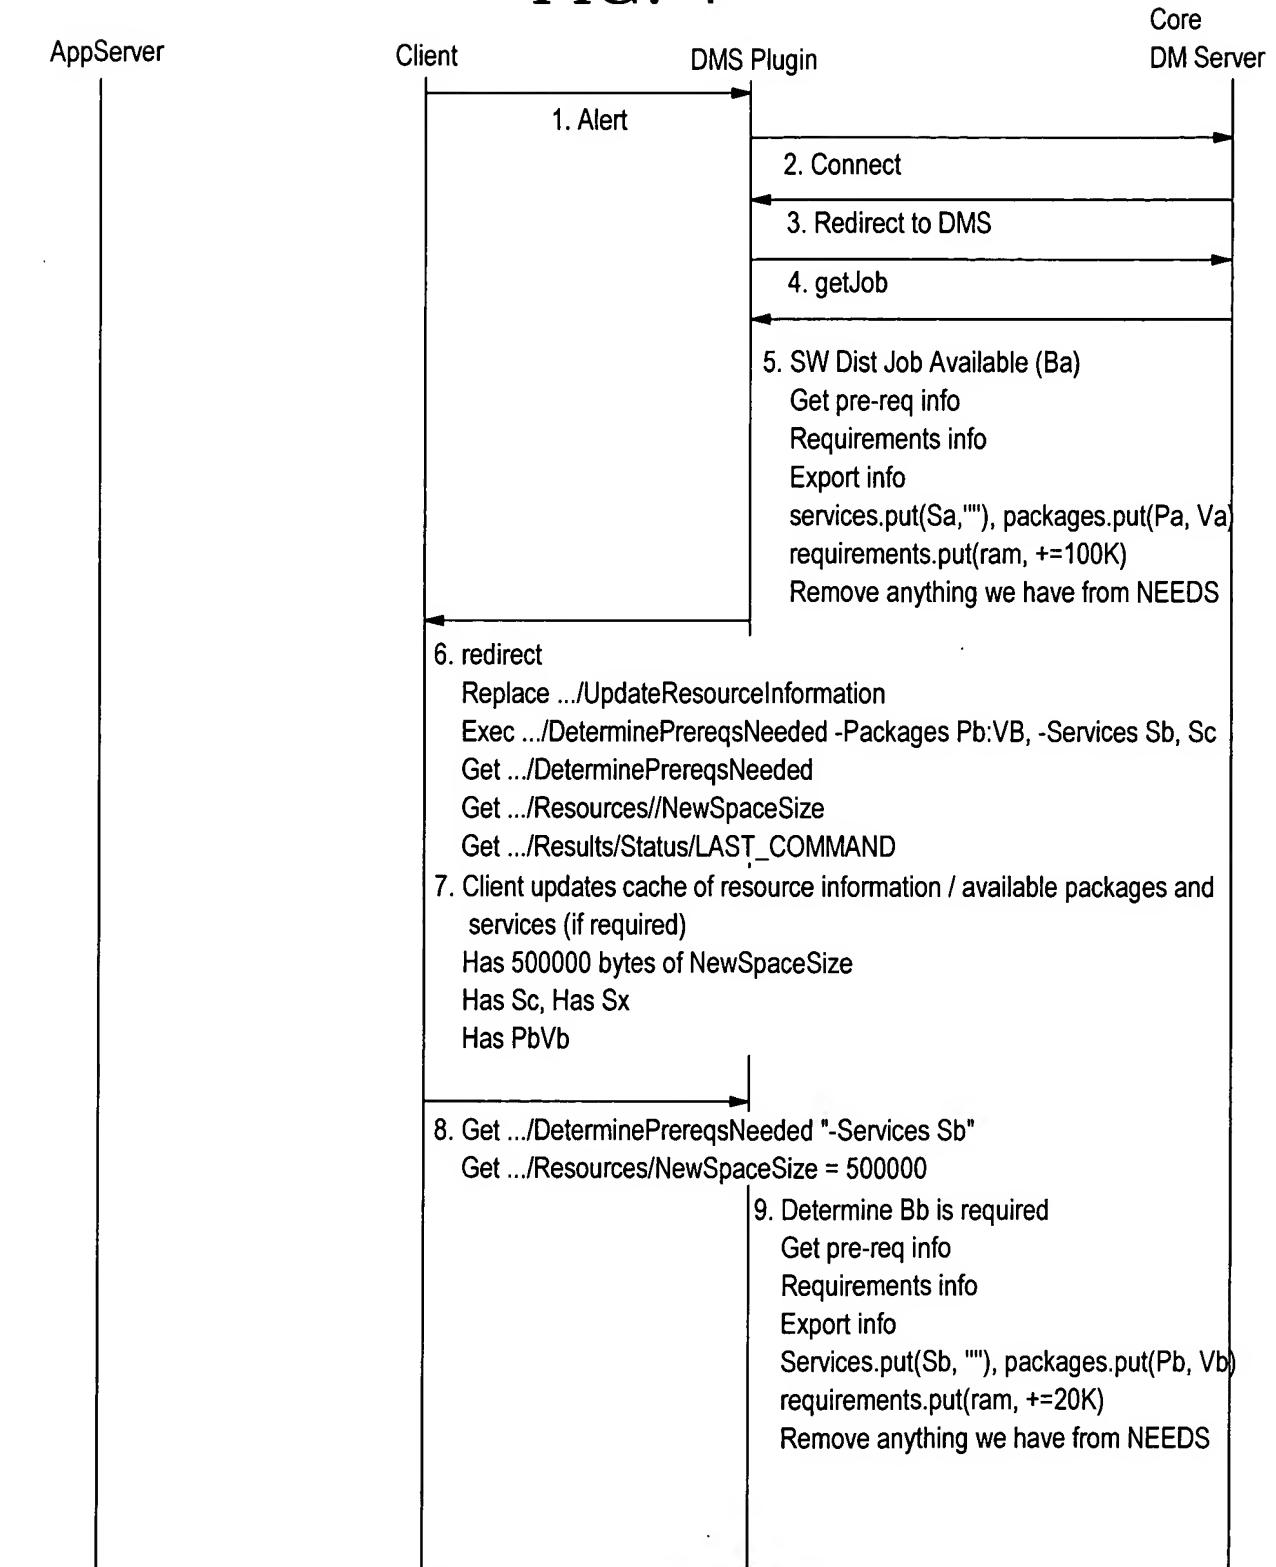 AppServer
Client
DMS Plugin
Core
DM Server
1. Alert
2. Connect
3. Redirect to DMS
4. getJob
5. SW Dist Job Available (Ba)
Get pre-req info
Requirements info
Export info
services.put(Sa,""), packages.put(Pa, Va)
requirements.put(ram, +=100K)
Remove anything we have from NEEDS
6. redirect
Replace .../UpdateResourceInformation
Exec .../DeterminePrereqsNeeded -Packages Pb:VB, -Services Sb, Sc
Get .../DeterminePrereqsNeeded
Get .../Resources//NewSpaceSize
Get .../Results/Status/LAST_COMMAND
7. Client updates cache of resource information / available packages and
services (if required)
Has 500000 bytes of NewSpaceSize
Has Sc, Has Sx
Has PbVb
8. Get .../DeterminePrereqsNeeded "-Services Sb"
Get .../Resources/NewSpaceSize = 500000
9. Determine Bb is required
Get pre-req info
Requirements info
Export info
Services.put(Sb, ""), packages.put(Pb, Vb)
requirements.put(ram, +=20K)
Remove anything we have from NEEDS